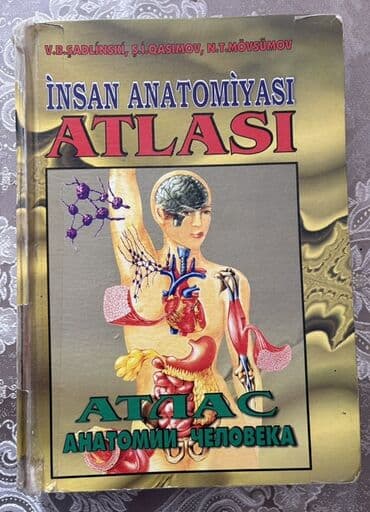 V.B.ŞADLİNSKİ, Ş.İ.QASIMOV, N.T.MÖVSÜMOV
İNSAN ANATOMİYASI
ATLASI
АТЛАС
АНАТОМИИ ЧЕЛОВЕКА